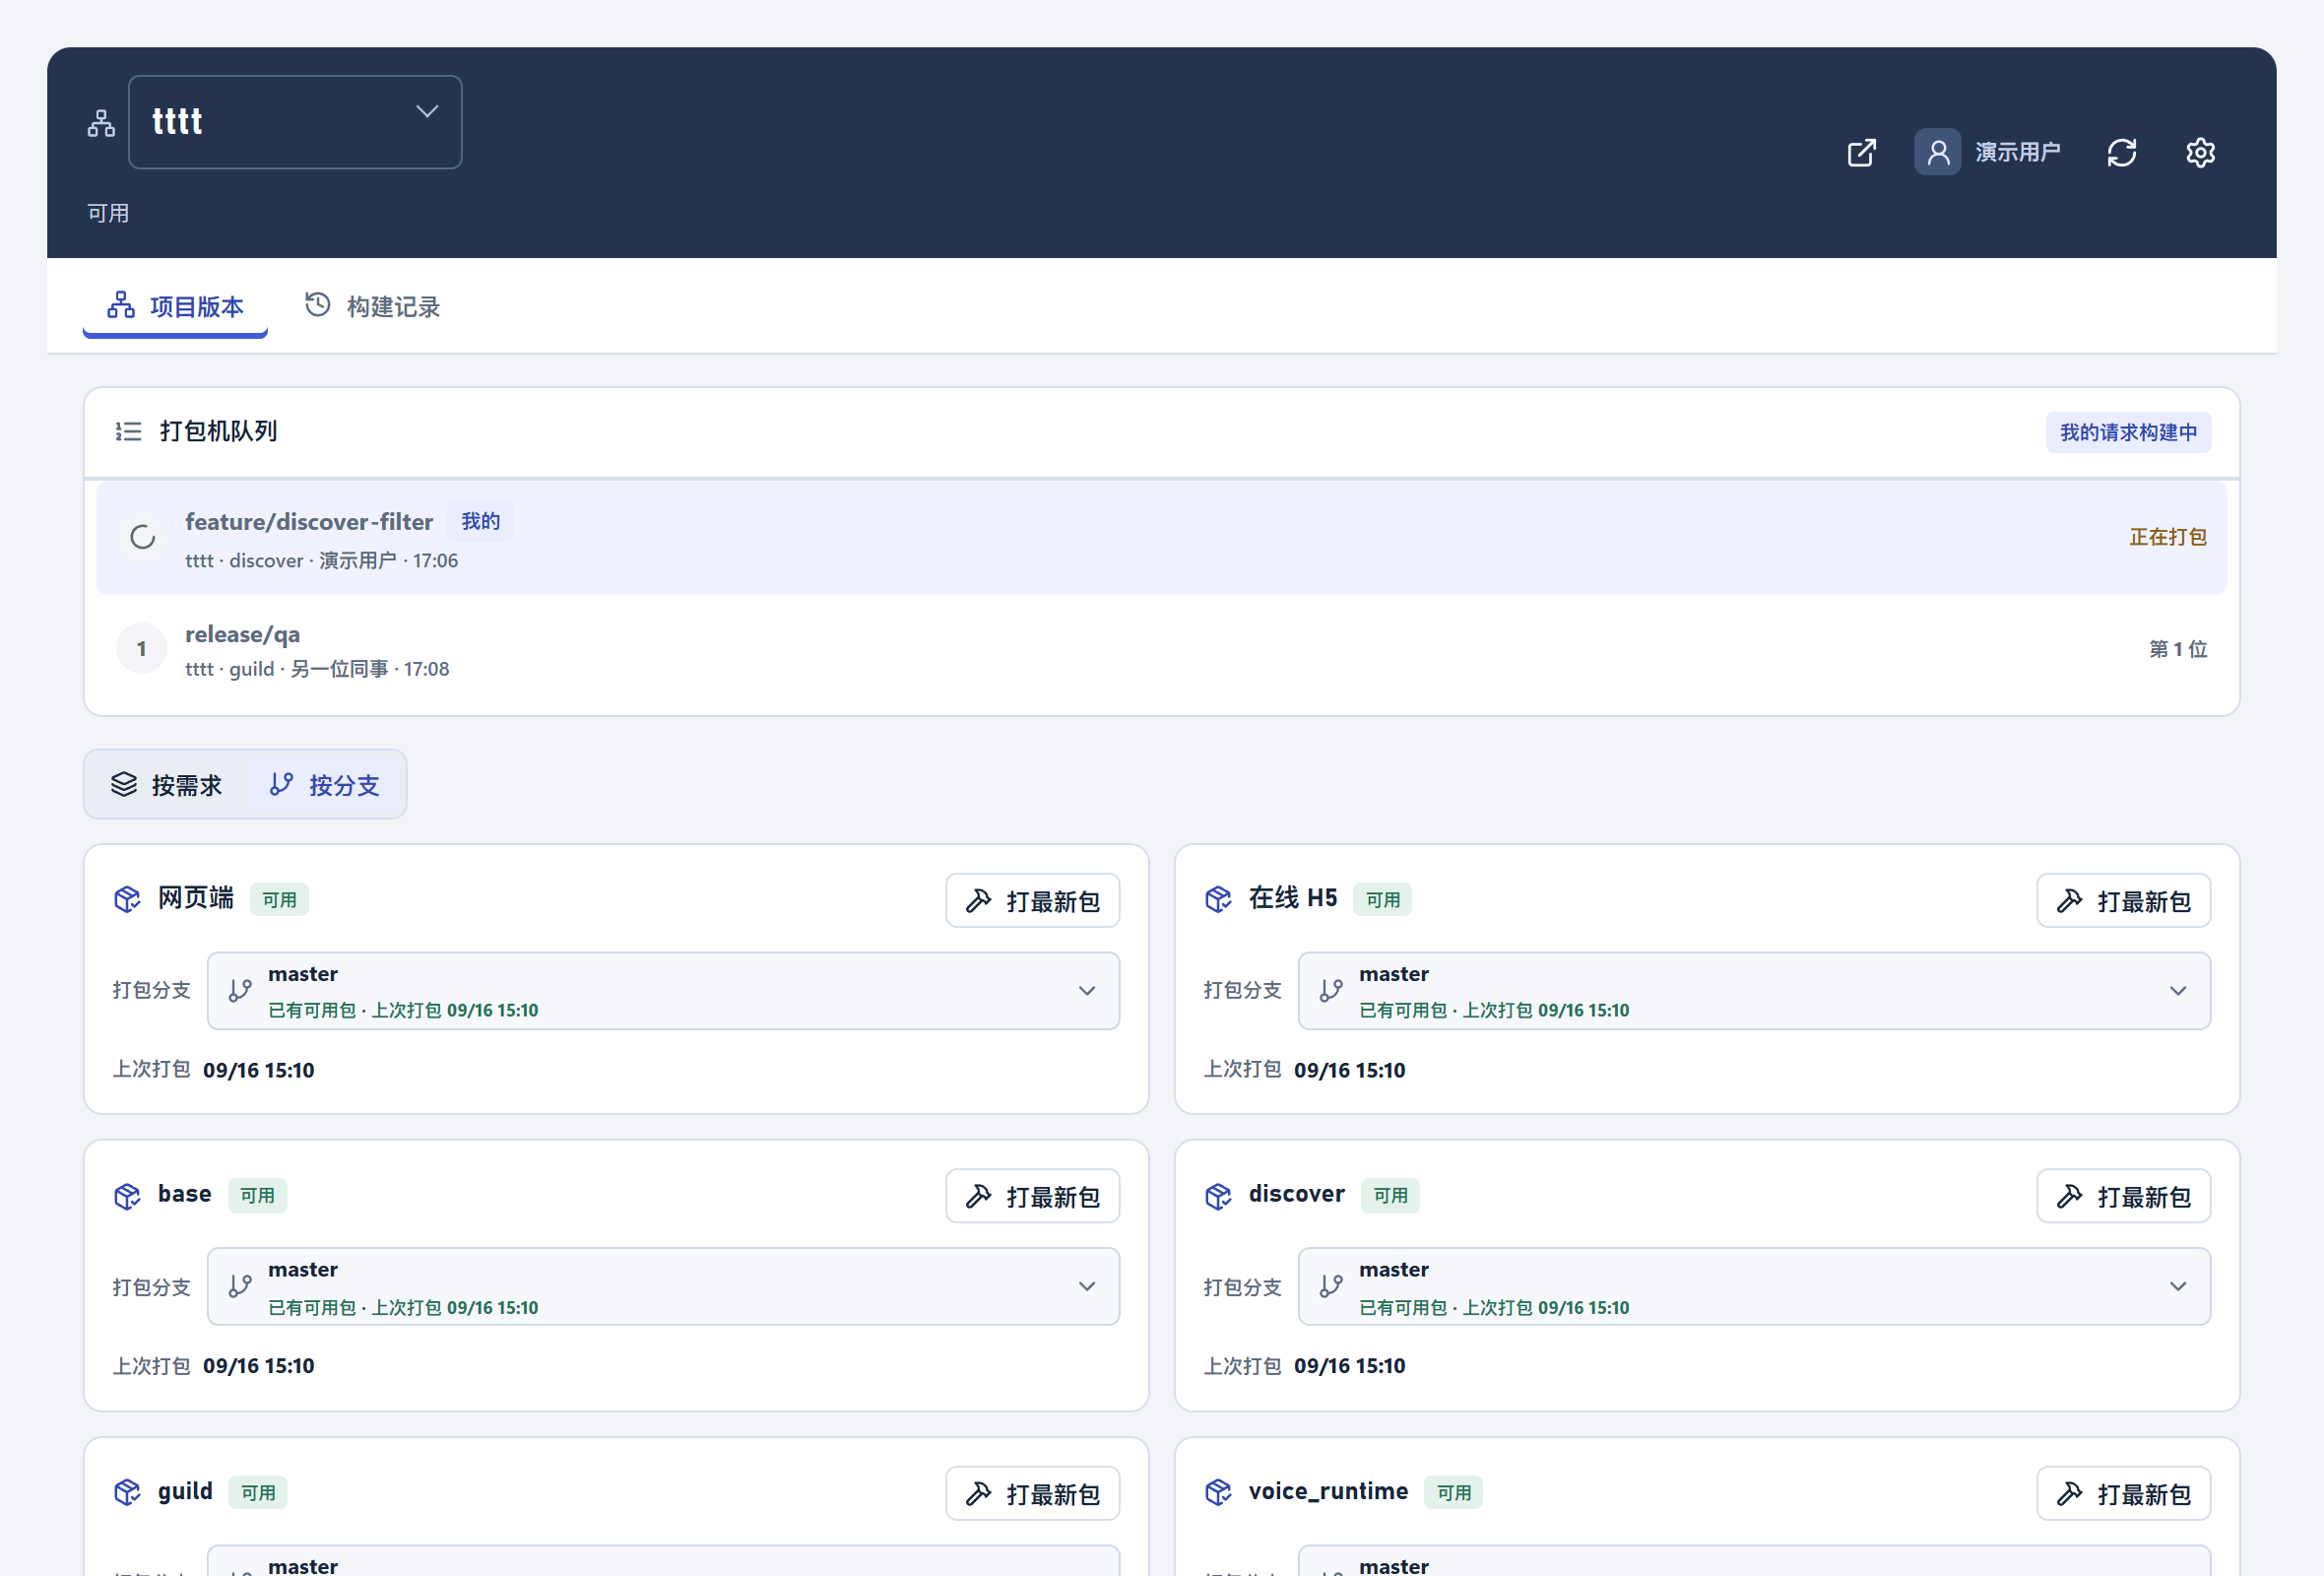 tttt
演示用户
可用
项目版本
构建记录
打包机队列
我的请求构建中
feature/discover-filter 我的
tttt · discover · 演示用户 · 17:06
正在打包
1
release/qa
tttt · guild · 另一位同事 · 17:08
第 1 位
按需求
按分支
网页端 可用
打最新包
打包分支
master
已有可用包 · 上次打包 09/16 15:10
上次打包 09/16 15:10
在线 H5 可用
打最新包
打包分支
master
已有可用包 · 上次打包 09/16 15:10
上次打包 09/16 15:10
base 可用
打最新包
打包分支
master
已有可用包 · 上次打包 09/16 15:10
上次打包 09/16 15:10
discover 可用
打最新包
打包分支
master
已有可用包 · 上次打包 09/16 15:10
上次打包 09/16 15:10
guild 可用
打最新包
master
voice_runtime 可用
打最新包
master